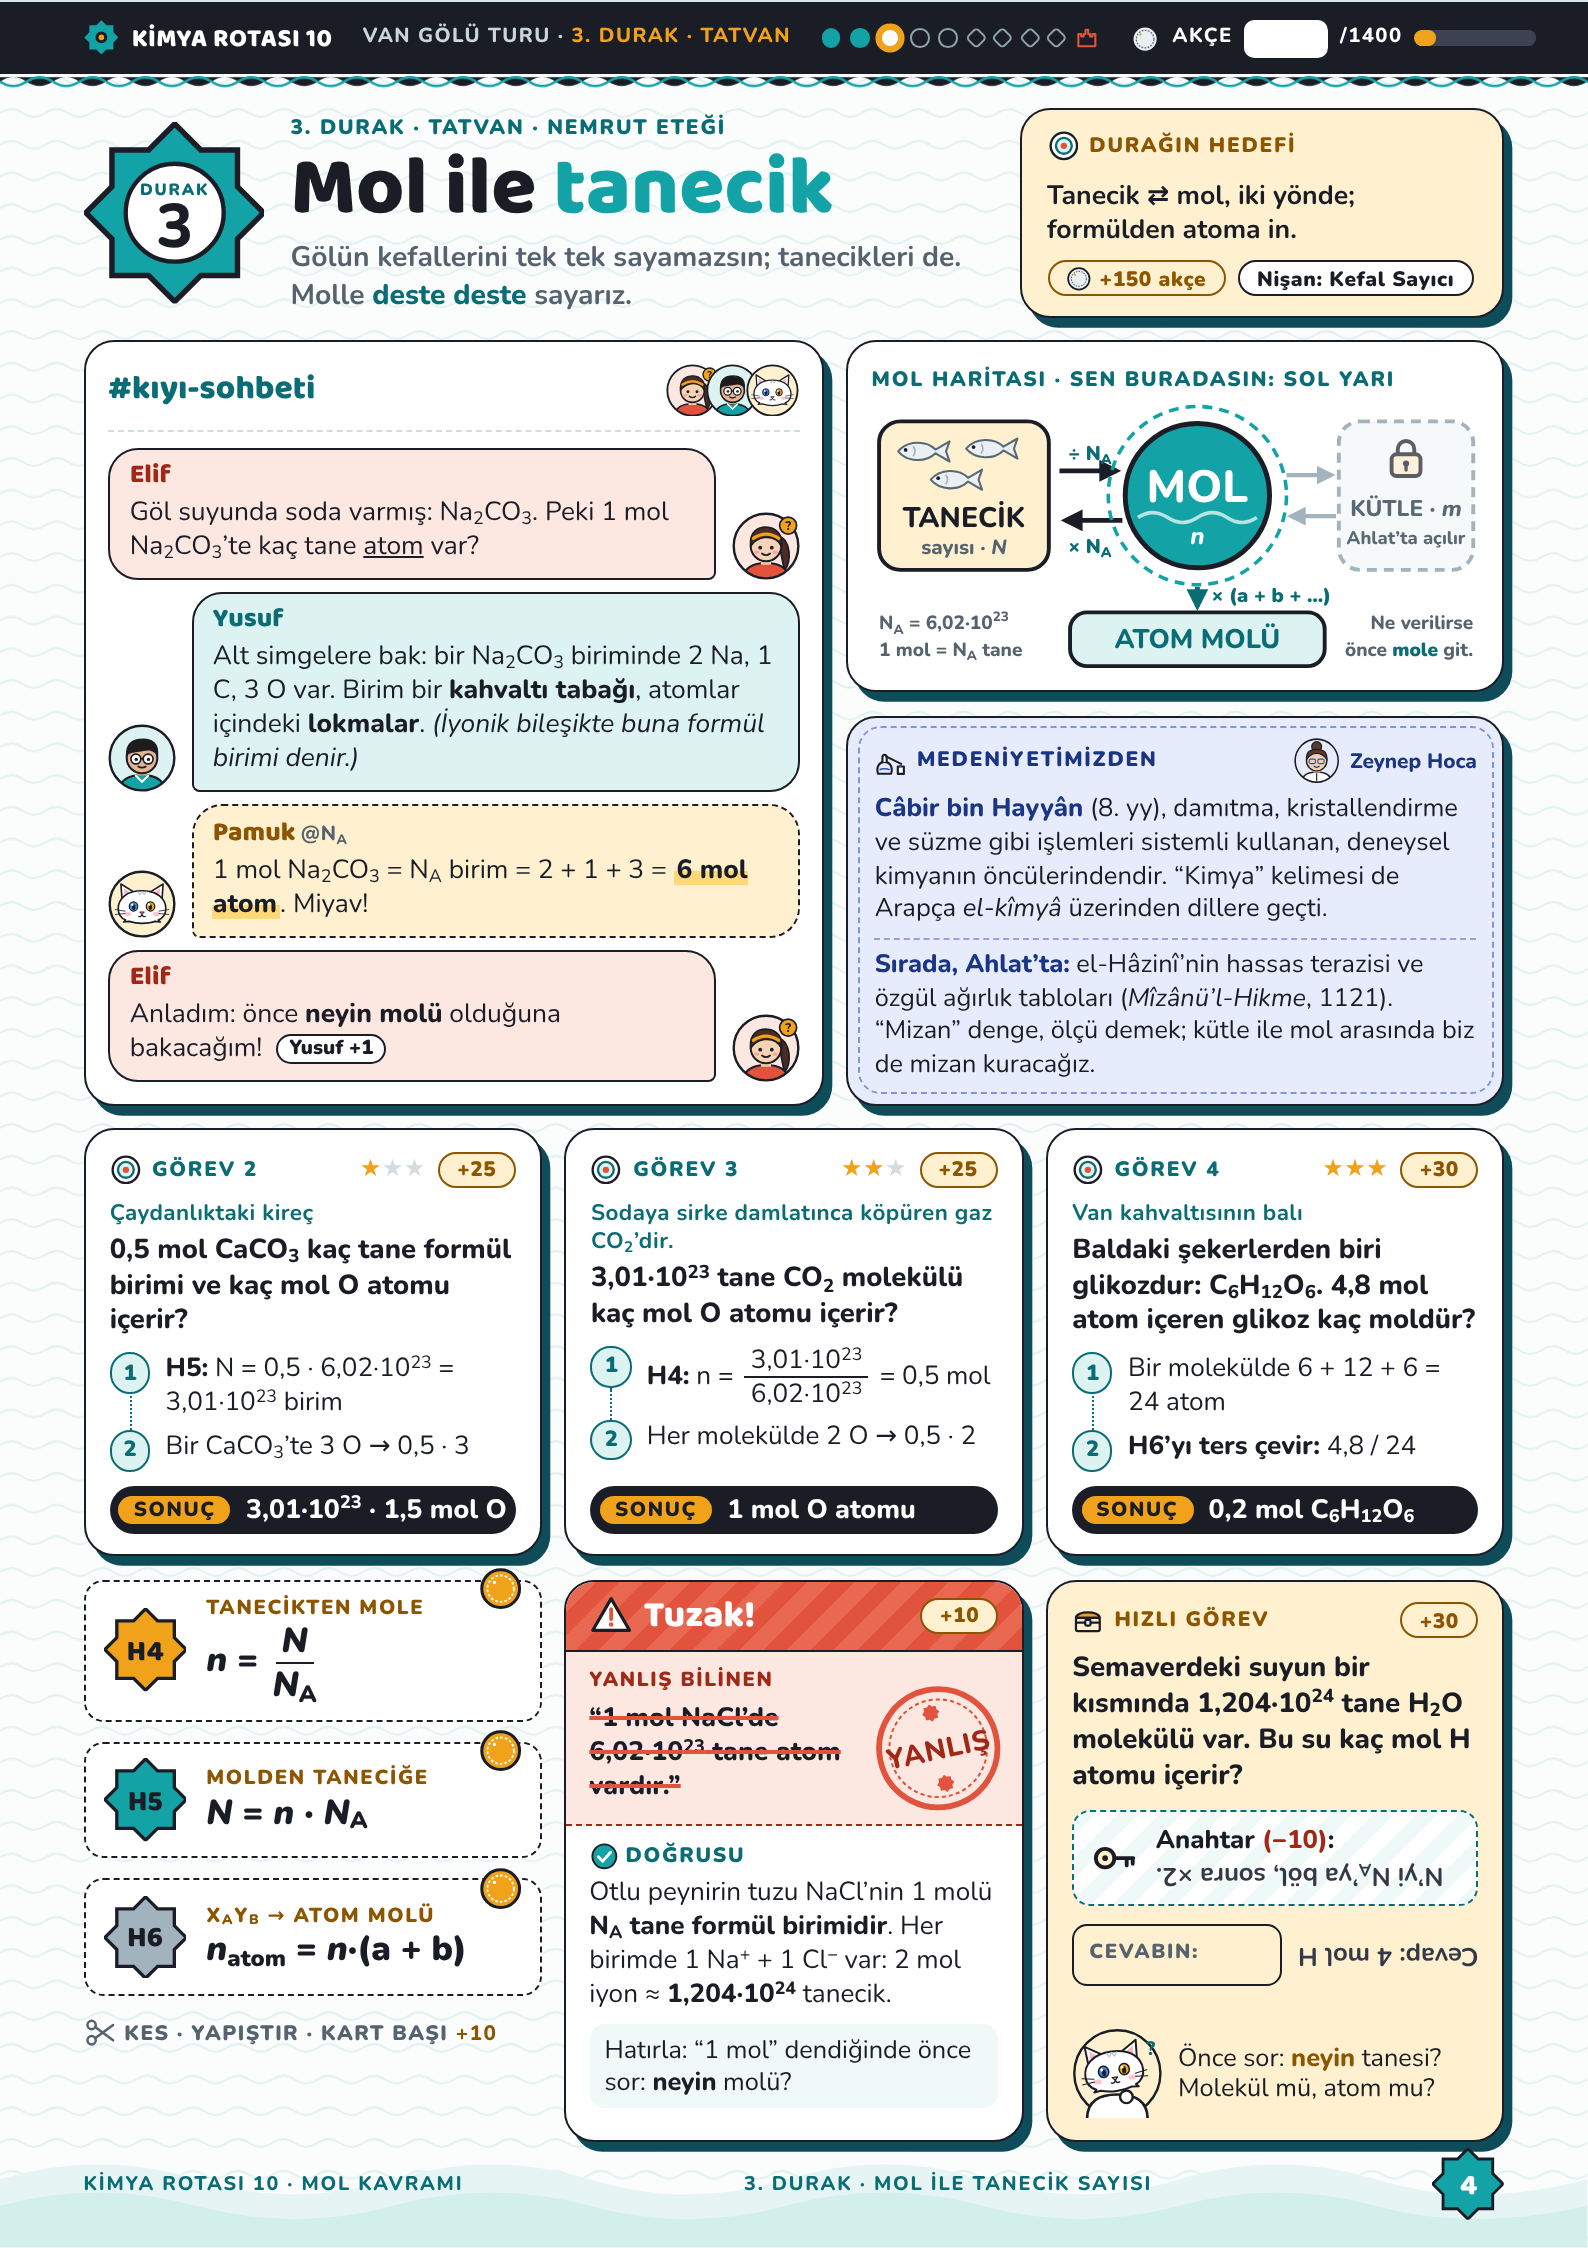 KİMYA ROTASI 10 VAN GÖLÜ TURU · 3. DURAK · TATVAN AKÇE /1400
3. DURAK · TATVAN · NEMRUT ETEĞİ
DURAK
3
Mol ile tanecik
Gölün kefallerini tek tek sayamazsın; tanecikleri de.
Molle deste deste sayarız.
DURAĞIN HEDEFİ
Tanecik ⇄ mol, iki yönde;
formülden atoma in.
+150 akçe Nişan: Kefal Sayıcı
#kıyı-sohbeti
Elif
Göl suyunda soda varmış: Na₂CO₃. Peki 1 mol
Na₂CO₃’te kaç tane atom var?
?
Yusuf
Alt simgelere bak: bir Na₂CO₃ biriminde 2 Na, 1
C, 3 O var. Birim bir kahvaltı tabağı, atomlar
içindeki lokmalar. (İyonik bileşikte buna formül
birimi denir.)
Pamuk @N_A
1 mol Na₂CO₃ = N_A birim = 2 + 1 + 3 = 6 mol
atom. Miyav!
Elif
Anladım: önce neyin molü olduğuna
bakacağım! Yusuf +1
?
MOL HARİTASI · SEN BURADASIN: SOL YARI
TANECİK
sayısı · N
÷ N_A
× N_A
MOL
n
KÜTLE · m
Ahlat’ta açılır
× (a + b + ...)
ATOM MOLÜ
N_A = 6,02·10²³
1 mol = N_A tane
Ne verilirse
önce mole git.
MEDENİYETİMİZDEN Zeynep Hoca
Câbir bin Hayyân (8. yy), damıtma, kristallendirme
ve süzme gibi işlemleri sistemli kullanan, deneysel
kimyanın öncülerindendir. “Kimya” kelimesi de
Arapça el-kîmyâ üzerinden dillere geçti.
Sırada, Ahlat’ta: el-Hâzinî’nin hassas terazisi ve
özgül ağırlık tabloları (Mîzânü’l-Hikme, 1121).
“Mizan” denge, ölçü demek; kütle ile mol arasında biz
de mizan kuracağız.
GÖREV 2 ★★★ +25
Çaydanlıktaki kireç
0,5 mol CaCO₃ kaç tane formül
birimi ve kaç mol O atomu
içerir?
1 H5: N = 0,5 · 6,02·10²³ =
3,01·10²³ birim
2 Bir CaCO₃’te 3 O → 0,5 · 3
SONUÇ 3,01·10²³ · 1,5 mol O
GÖREV 3 ★★★ +25
Sodaya sirke damlatınca köpüren gaz
CO₂’dir.
3,01·10²³ tane CO₂ molekülü
kaç mol O atomu içerir?
1 H4: n = 3,01·10²³ / 6,02·10²³ = 0,5 mol
2 Her molekülde 2 O → 0,5 · 2
SONUÇ 1 mol O atomu
GÖREV 4 ★★★ +30
Van kahvaltısının balı
Baldaki şekerlerden biri
glikozdur: C₆H₁₂O₆. 4,8 mol
atom içeren glikoz kaç moldür?
1 Bir molekülde 6 + 12 + 6 =
24 atom
2 H6’yı ters çevir: 4,8 / 24
SONUÇ 0,2 mol C₆H₁₂O₆
H4
TANECİKTEN MOLE
n = N / N_A
H5
MOLDEN TANECİĞE
N = n · N_A
H6
X_AY_B → ATOM MOLÜ
n_atom = n·(a + b)
KES · YAPIŞTIR · KART BAŞI +10
Tuzak! +10
YANLIŞ BİLİNEN
“1 mol NaCl’de
6,02·10²³ tane atom
vardır.”
YANLIŞ
DOĞRUSU
Otlu peynirin tuzu NaCl’nin 1 molü
N_A tane formül birimidir. Her
birimde 1 Na⁺ + 1 Cl⁻ var: 2 mol
iyon ≈ 1,204·10²⁴ tanecik.
Hatırla: “1 mol” dendiğinde önce
sor: neyin molü?
HIZLI GÖREV +30
Semaverdeki suyun bir
kısmında 1,204·10²⁴ tane H₂O
molekülü var. Bu su kaç mol H
atomu içerir?
Anahtar (−10):
N’yi N_A’ya böl, sonra ×2.
CEVABIN: Cevap: 4 mol H
?
Önce sor: neyin tanesi?
Molekül mü, atom mu?
KİMYA ROTASI 10 · MOL KAVRAMI 3. DURAK · MOL İLE TANECİK SAYISI 4